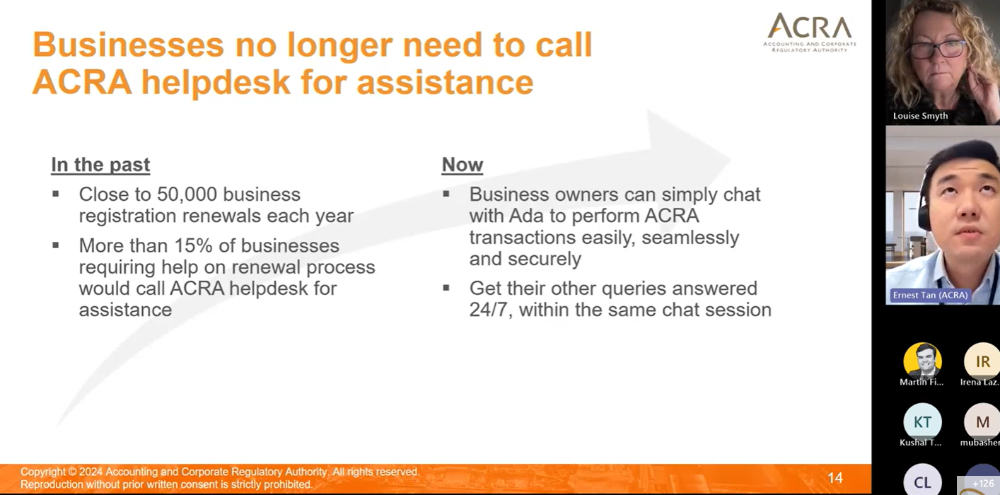 Businesses no longer need to call
ACRA helpdesk for assistance
ACRA
ACCOUNTING AND CORPORATE
REGULATORY AUTHORITY
In the past
▪ Close to 50,000 business
registration renewals each year
▪ More than 15% of businesses
requiring help on renewal process
would call ACRA helpdesk for
assistance
Now
▪ Business owners can simply chat
with Ada to perform ACRA
transactions easily, seamlessly
and securely
▪ Get their other queries answered
24/7, within the same chat session
Copyright © 2024 Accounting and Corporate Regulatory Authority. All rights reserved.
Reproduction without prior written consent is strictly prohibited.
14
Louise Smyth
Ernest Tan (ACRA)
Martin Fi...
IR
Irena Laz.
KT
Kushal T...
M
mubasher
CL
+126